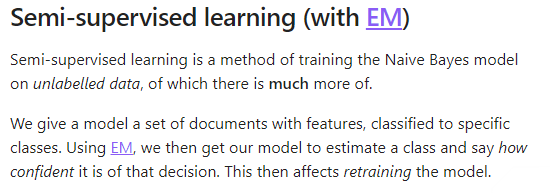 Semi-supervised learning (with EM)
Semi-supervised learning is a method of training the Naive Bayes model
on unlabelled data, of which there is much more of.
We give a model a set of documents with features, classified to specific
classes. Using EM, we then get our model to estimate a class and say how
confident it is of that decision. This then affects retraining the model.